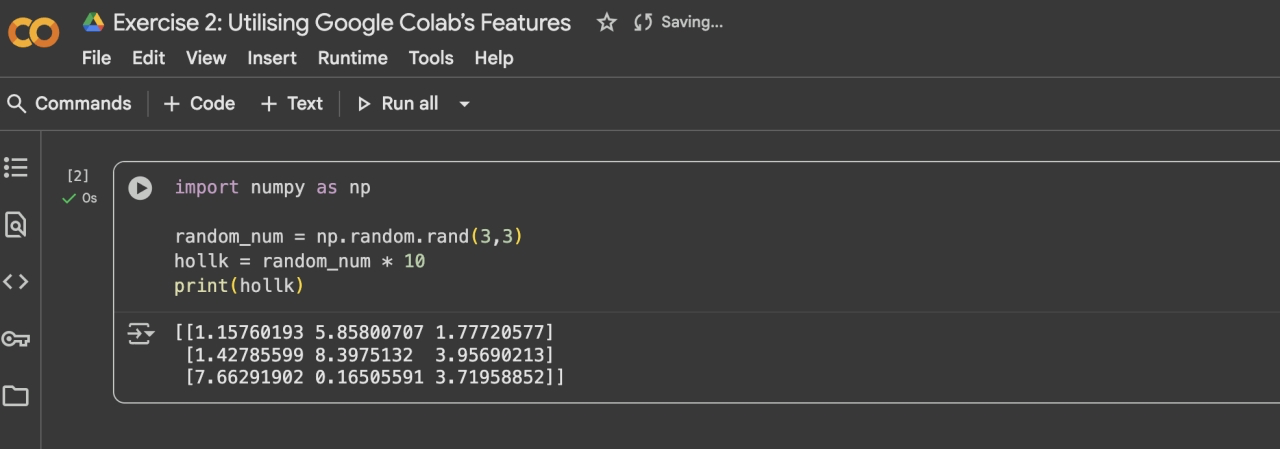 Exercise 2: Utilising Google Colab’s Features
Saving...
File Edit View Insert Runtime Tools Help
Commands + Code + Text Run all
[2]
0s
import numpy as np
random_num = np.random.rand(3,3)
hollk = random_num * 10
print(hollk)
[[1.15760193 5.85800707 1.77720577]
[1.42785599 8.3975132  3.95690213]
[7.66291902 0.16505591 3.71958852]]